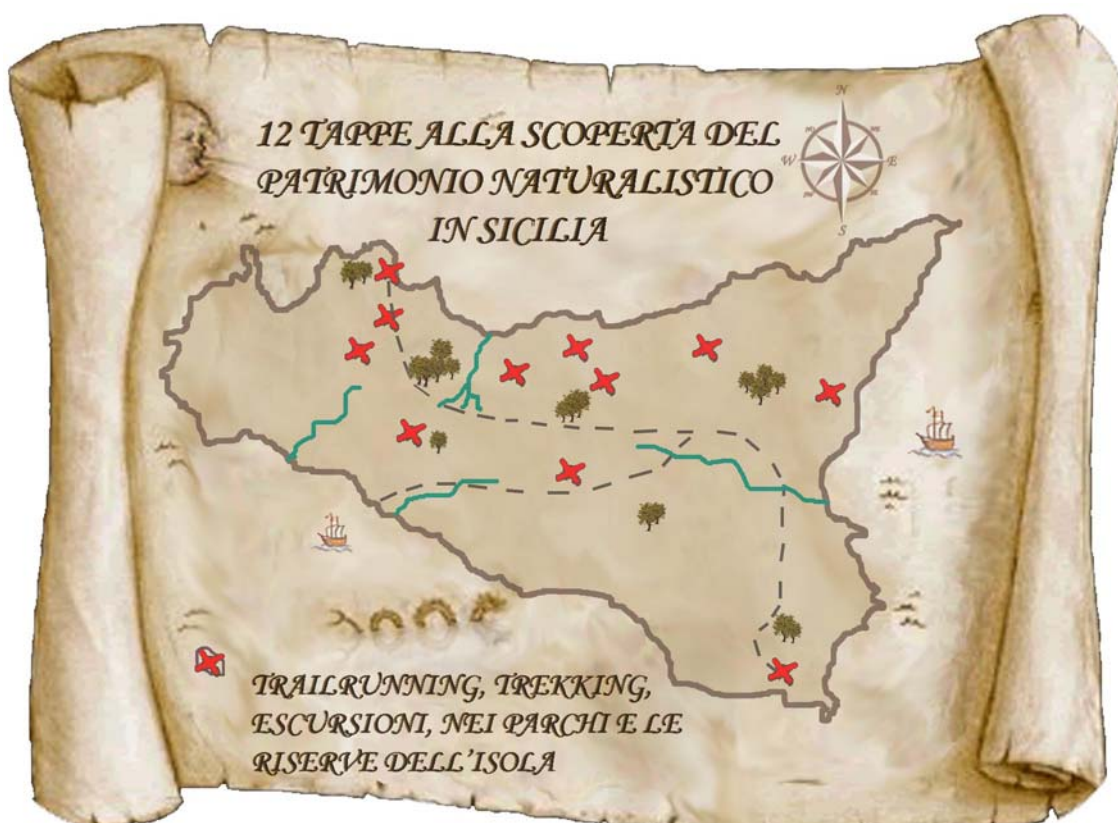 12 TAPPE ALLA SCOPERTA DEL
PATRIMONIO NATURALISTICO
IN SICILIA
N
W
E
S
TRAILRUNNING, TREKKING,
ESCURSIONI, NEI PARCHI E LE
RISERVE DELL'ISOLA